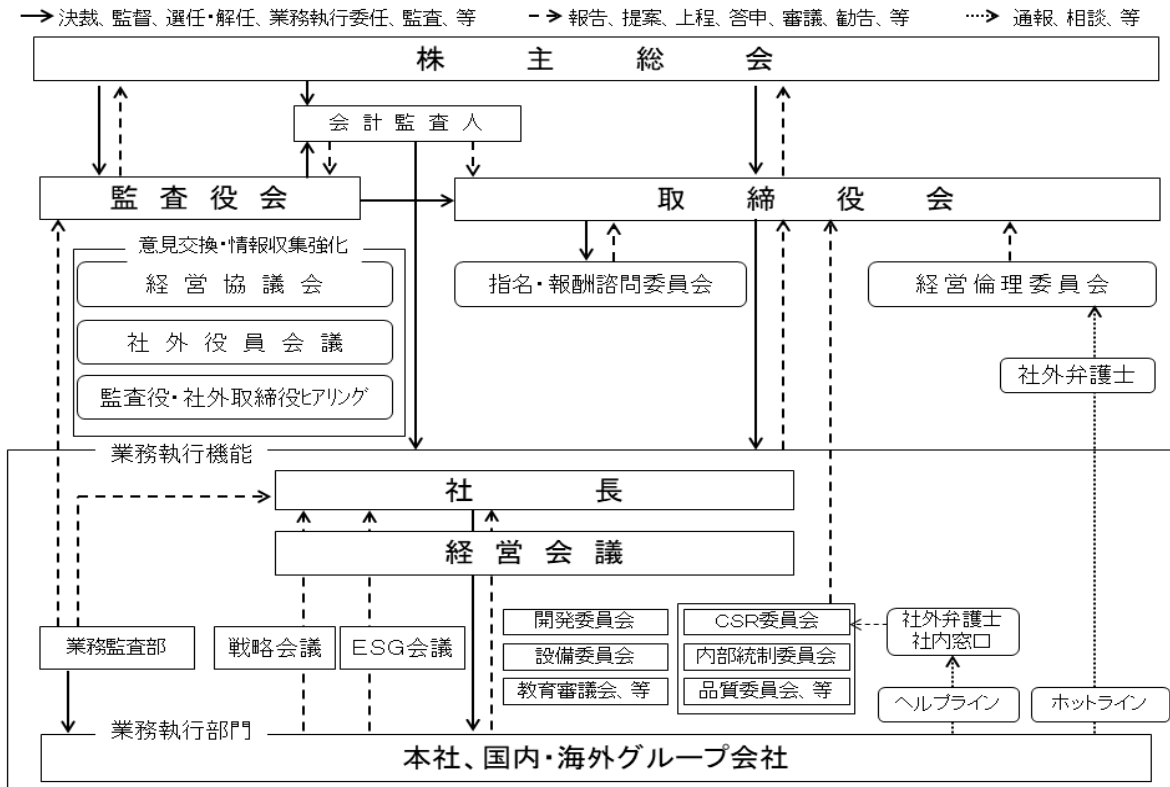 決裁、監督、選任・解任、業務執行委任、監査、等
報告、提案、上程、答申、審議、勧告、等
通報、相談、等
株主総会
会計監査人
監査役会
取締役会
意見交換・情報収集強化
経営協議会
社外役員会議
監査役・社外取締役ヒアリング
指名・報酬諮問委員会
経営倫理委員会
社外弁護士
業務執行機能
社長
経営会議
業務監査部
戦略会議
ESG会議
開発委員会
設備委員会
教育審議会、等
CSR委員会
内部統制委員会
品質委員会、等
社外弁護士
社内窓口
ヘルプライン
ホットライン
業務執行部門
本社、国内・海外グループ会社